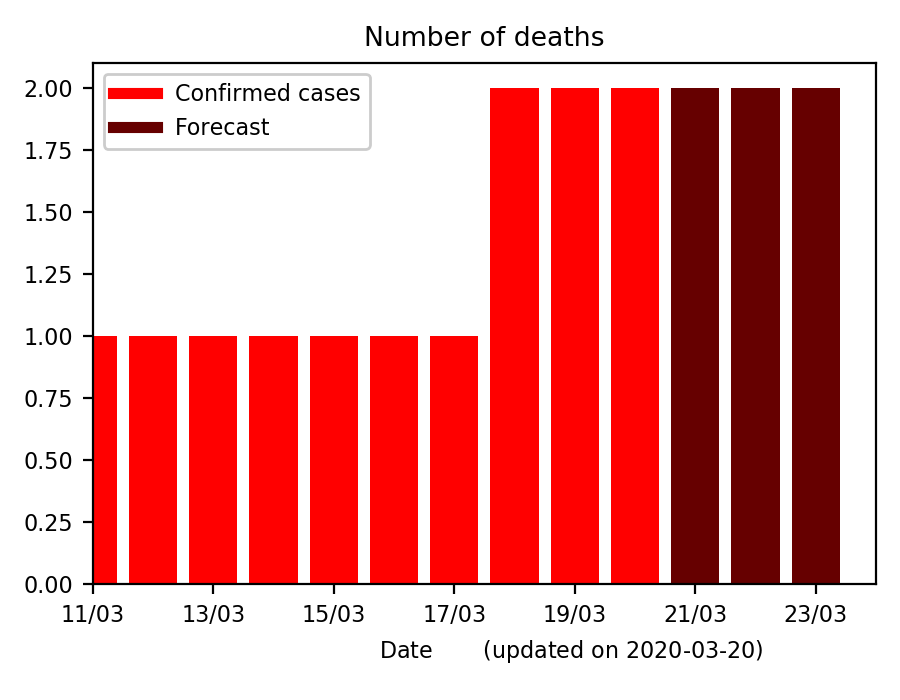 Number of deaths
Confirmed cases
Forecast
2.00
1.75
1.50
1.25
1.00
0.75
0.50
0.25
0.00
11/03 13/03 15/03 17/03 19/03 21/03 23/03
Date (updated on 2020-03-20)